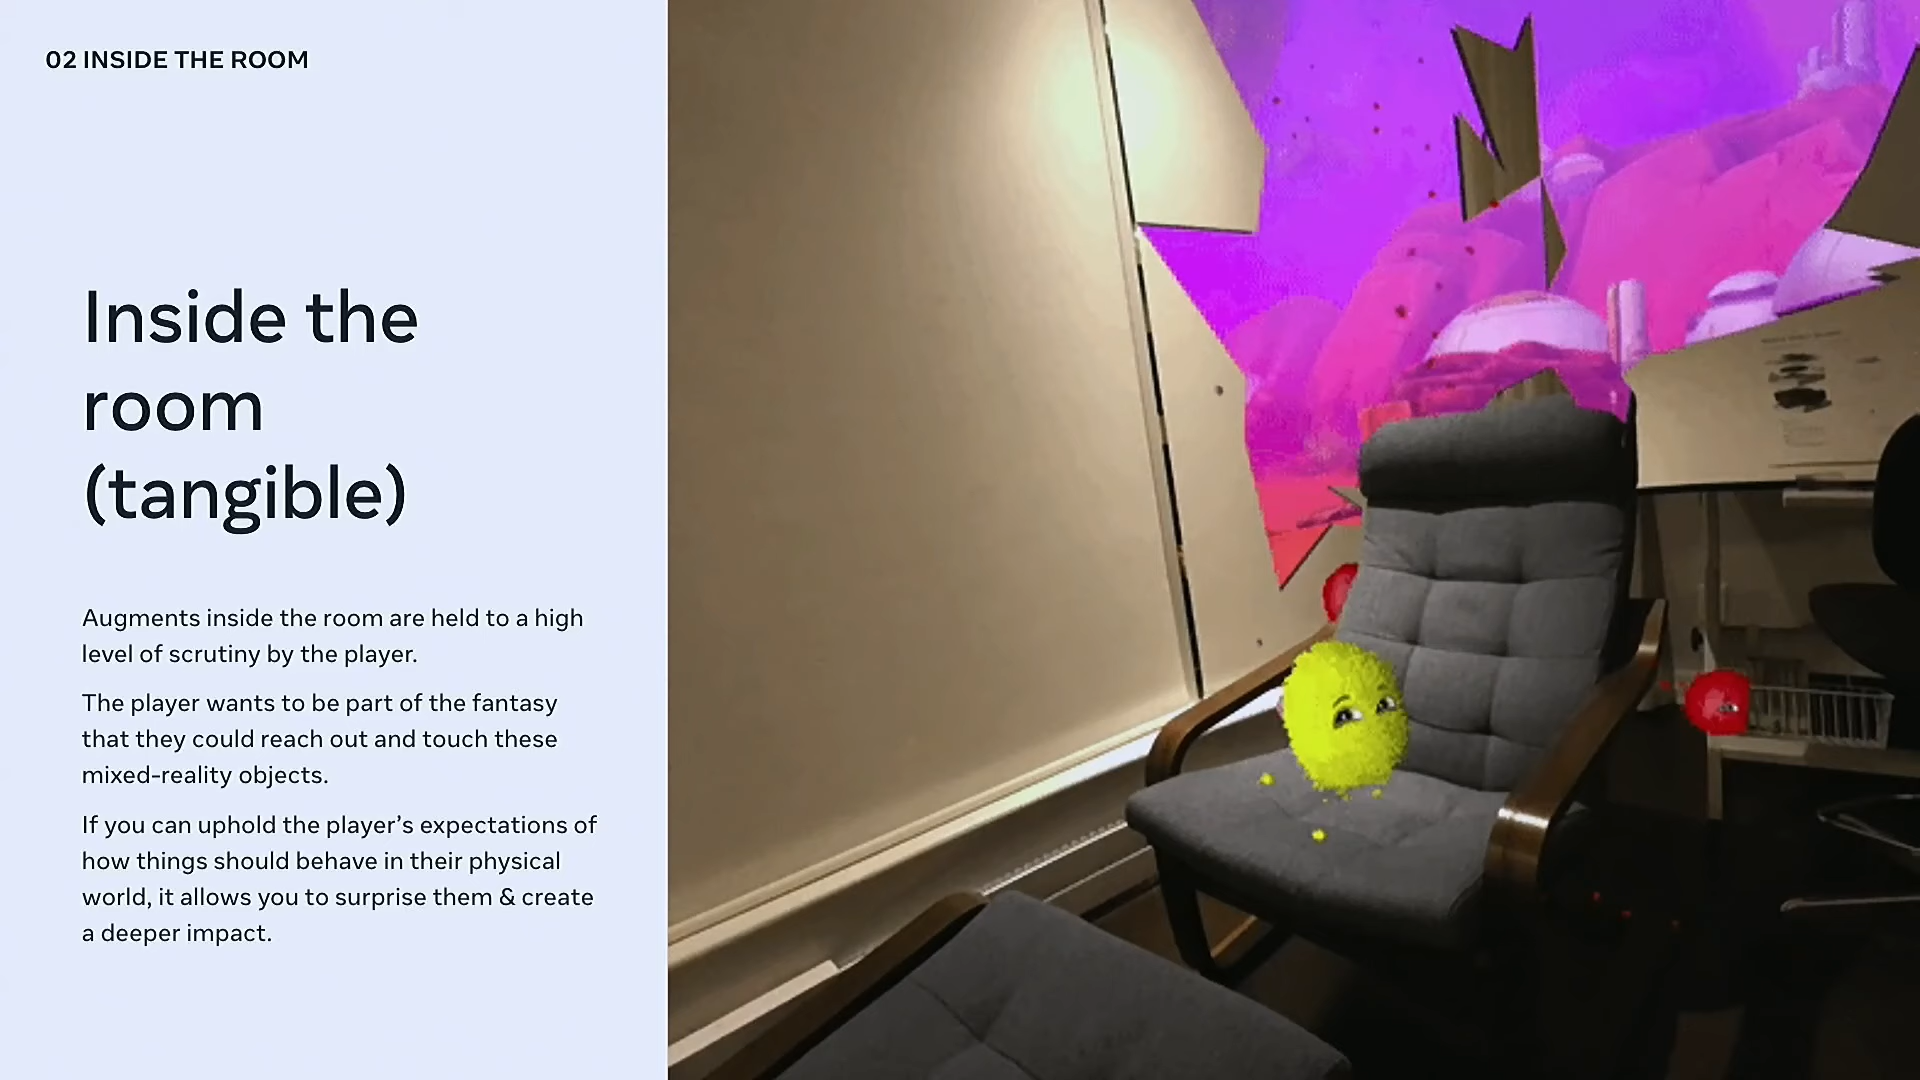 02 INSIDE THE ROOM
Inside the
room
(tangible)
Augments inside the room are held to a high
level of scrutiny by the player.
The player wants to be part of the fantasy
that they could reach out and touch these
mixed-reality objects.
If you can uphold the player’s expectations of
how things should behave in their physical
world, it allows you to surprise them & create
a deeper impact.